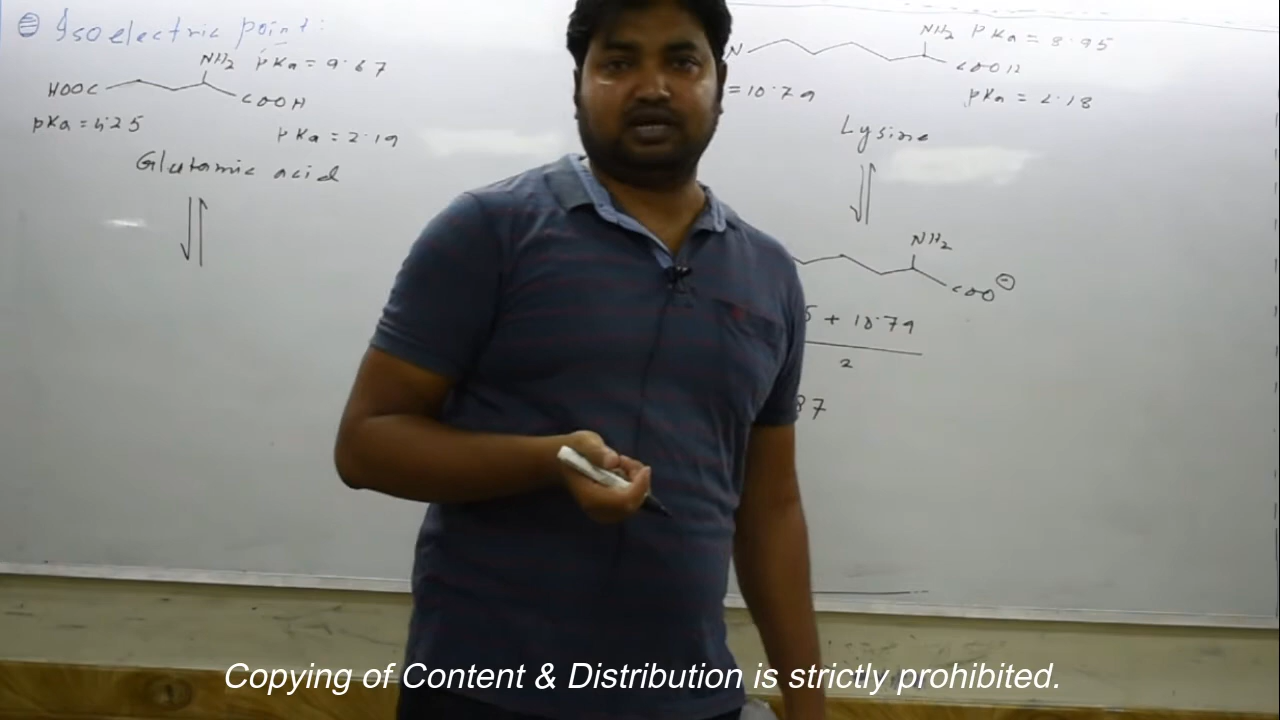 Isoelectric point:
NH2 pKa = 9.67
HOOC COOH
pKa = 4.25 pKa = 2.19
Glutamic acid
NH2 pKa = 8.95
N COOH
= 10.79 pKa = 2.18
Lysine
NH2
COO⊖
5 + 10.79
2
87
Copying of Content & Distribution is strictly prohibited.